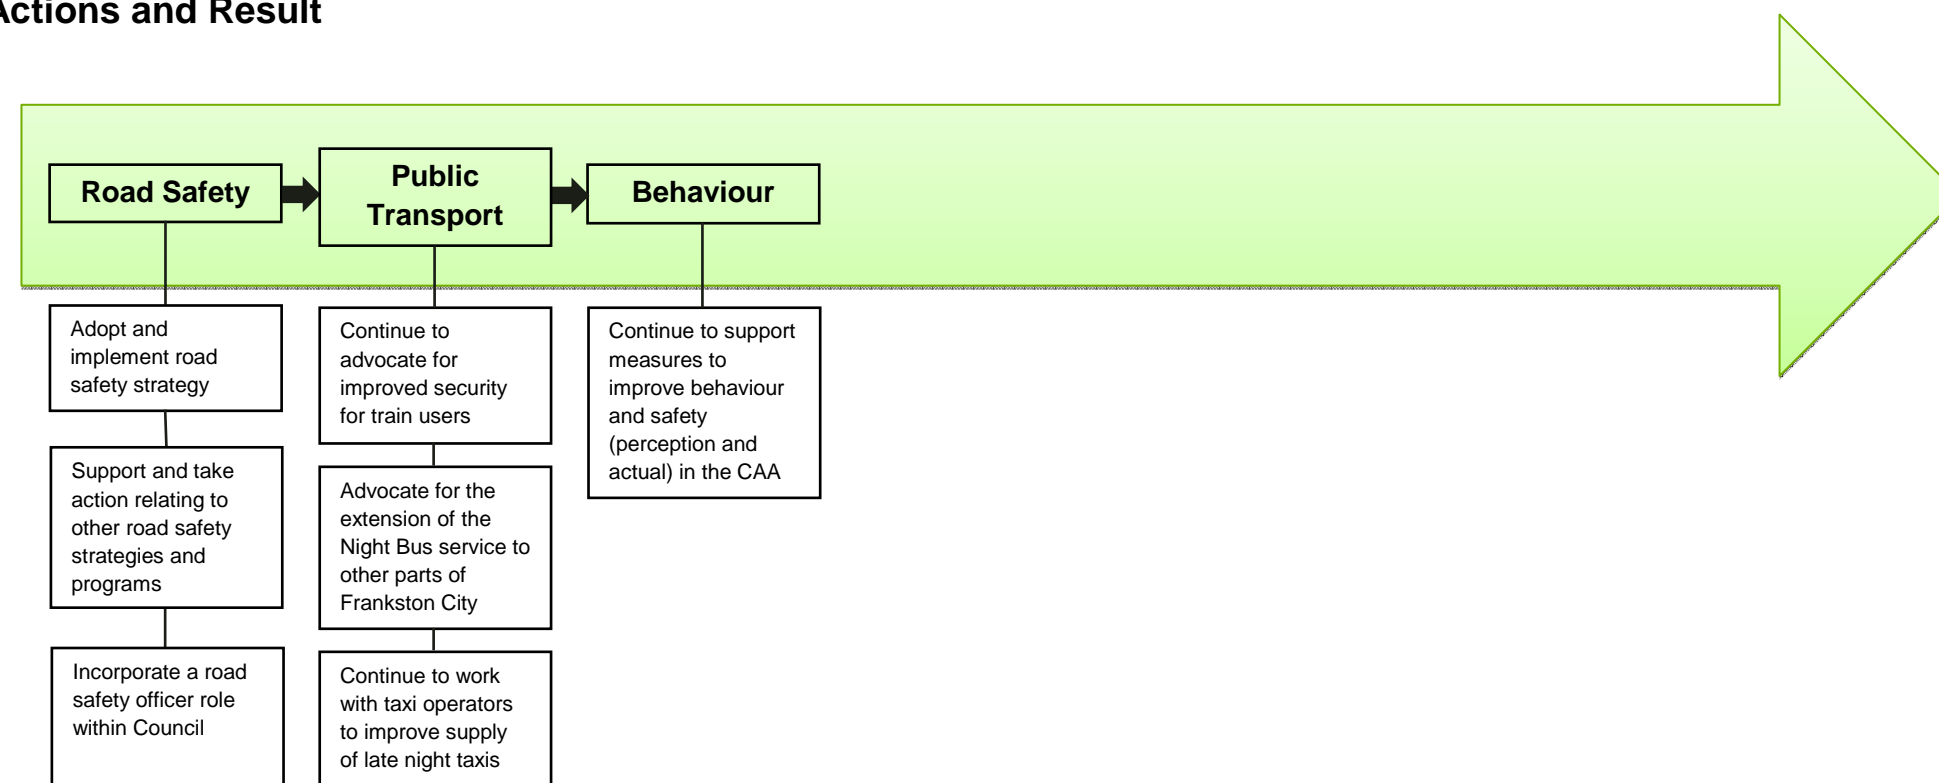 Actions and Result
Road Safety
Public
Transport
Behaviour
Adopt and
implement road
safety strategy
Support and take
action relating to
other road safety
strategies and
programs
Incorporate a road
safety officer role
within Council
Continue to
advocate for
improved security
for train users
Advocate for the
extension of the
Night Bus service to
other parts of
Frankston City
Continue to work
with taxi operators
to improve supply
of late night taxis
Continue to support
measures to
improve behaviour
and safety
(perception and
actual) in the CAA